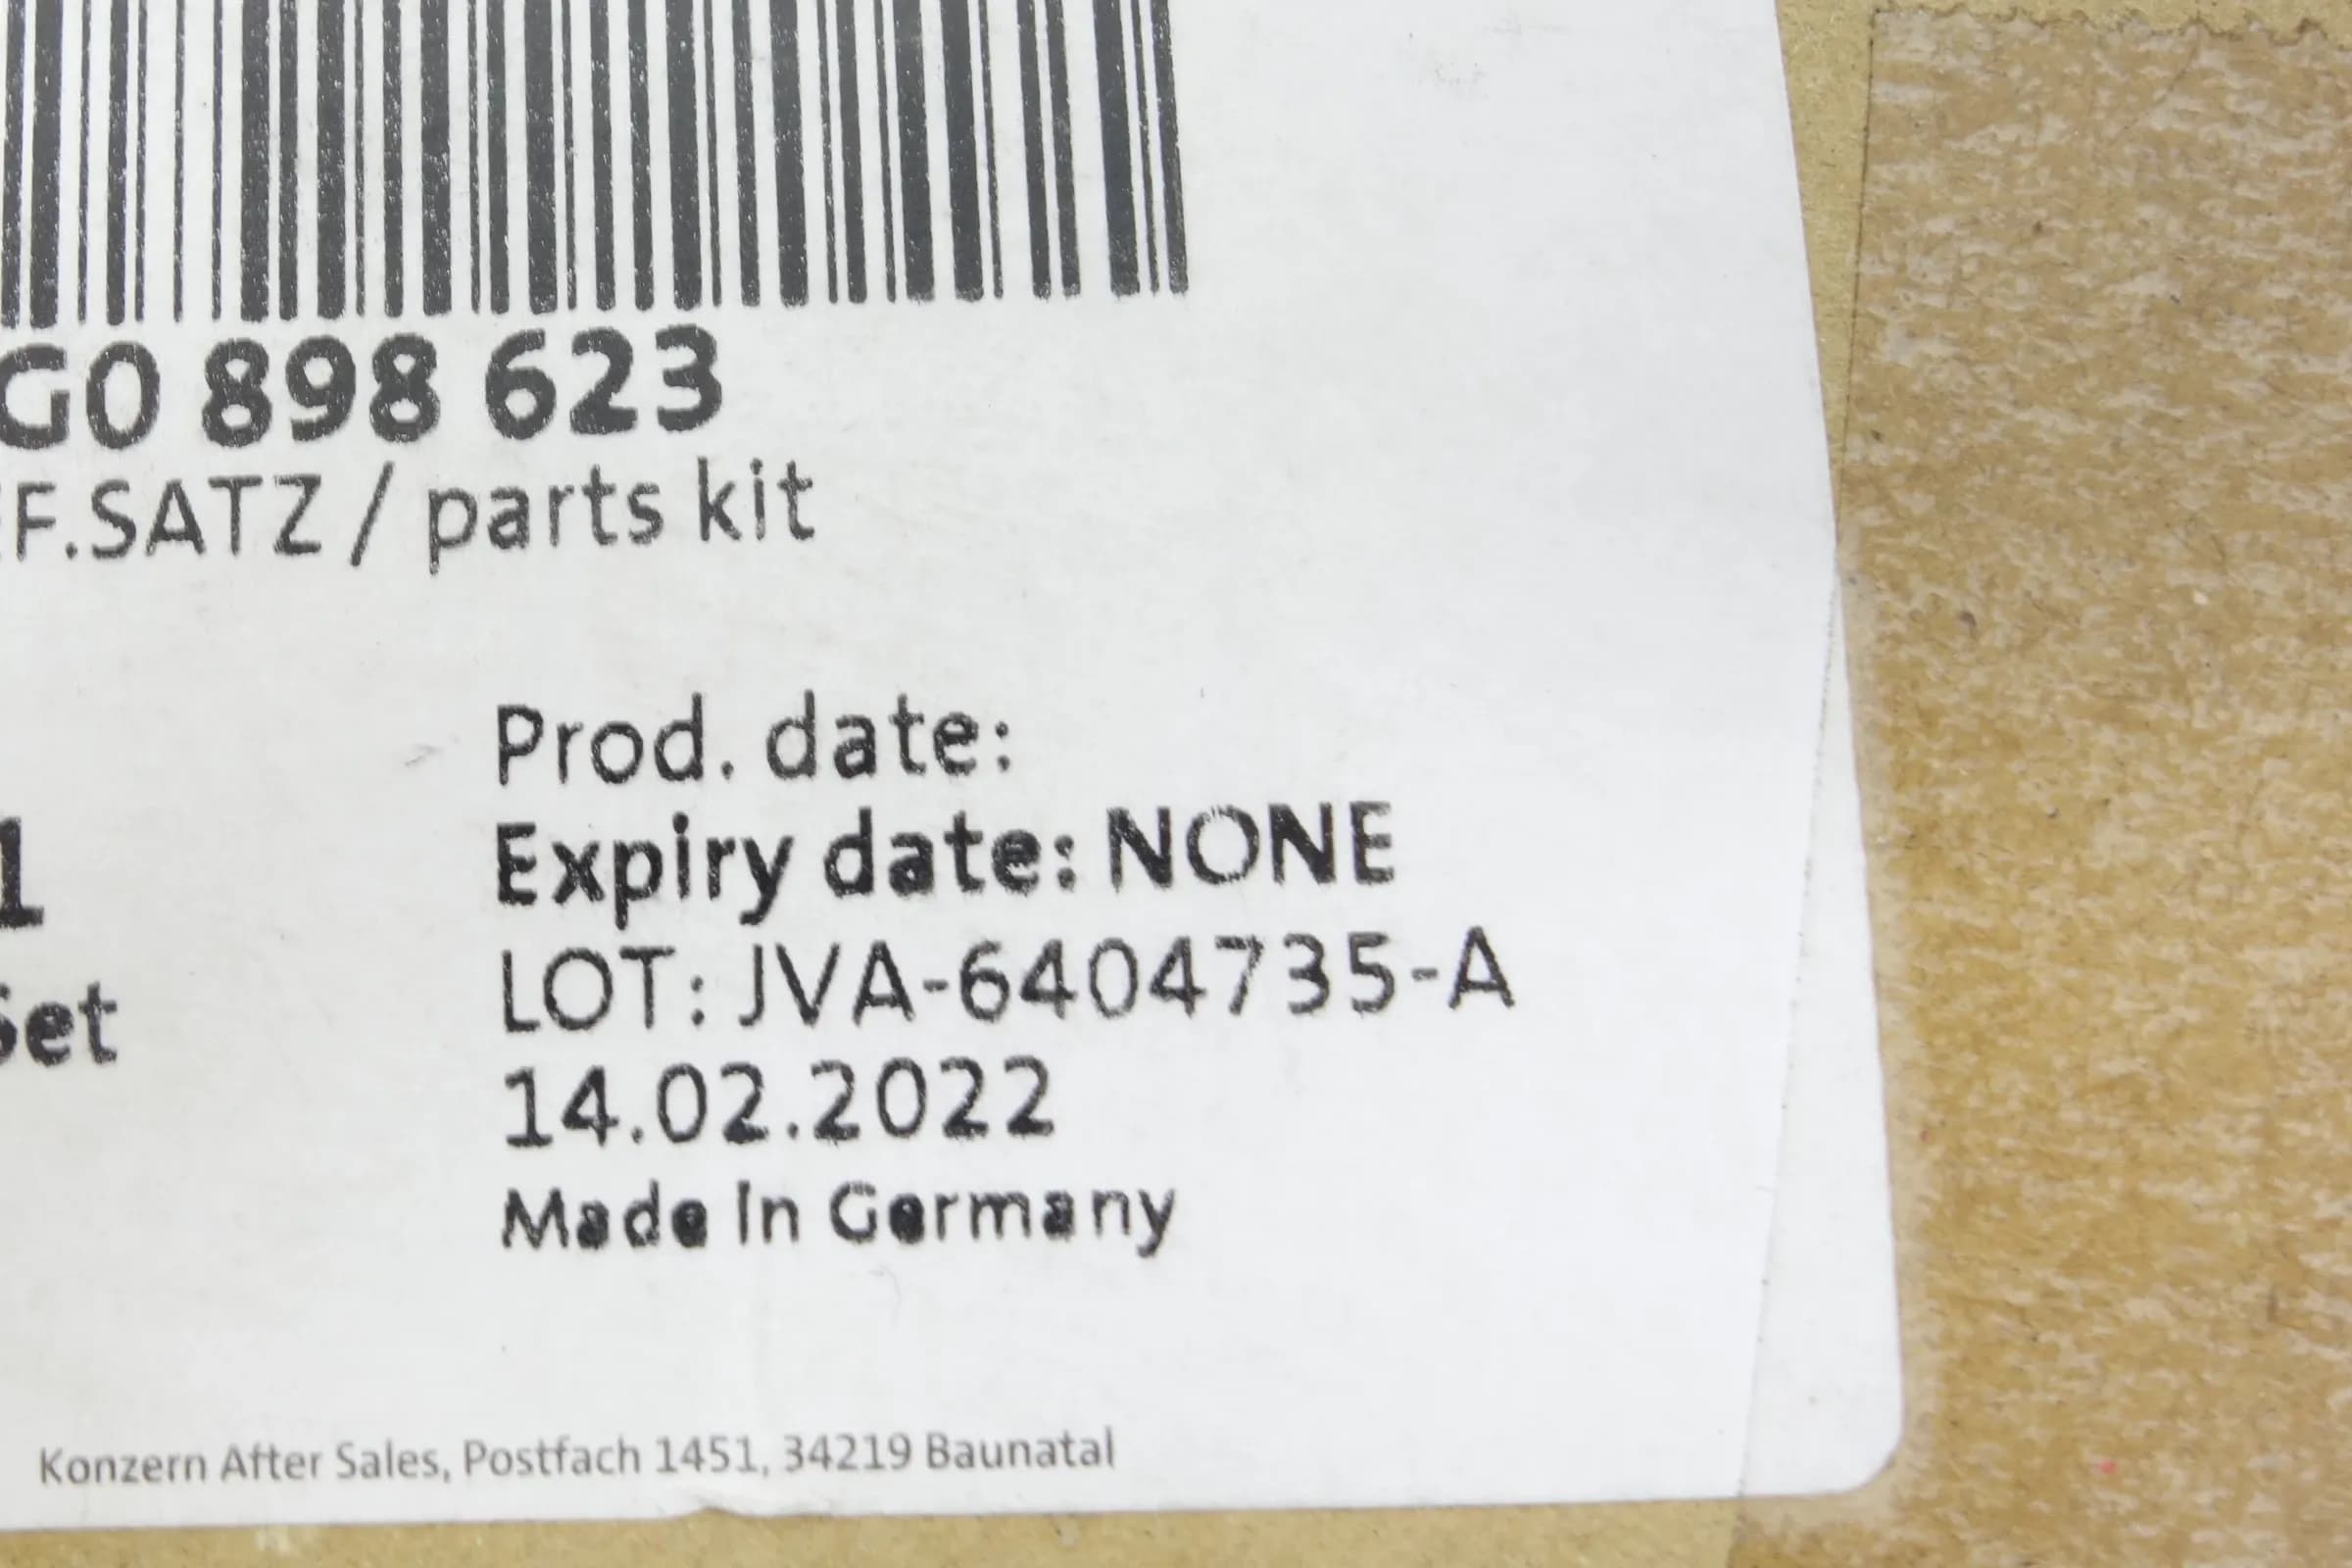 G0 898 623
F.SATZ / parts kit
Prod. date:
1
Expiry date: NONE
LOT: JVA-6404735-A
Set
14.02.2022
Made In Germany
Konzern After Sales, Postfach 1451, 34219 Baunatal